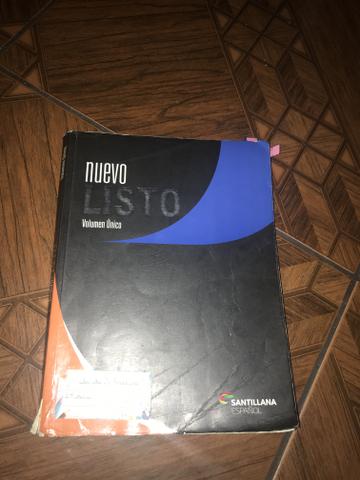 nuevo
LISTO
Volumen Único
SANTILLANA
ESPAÑOL